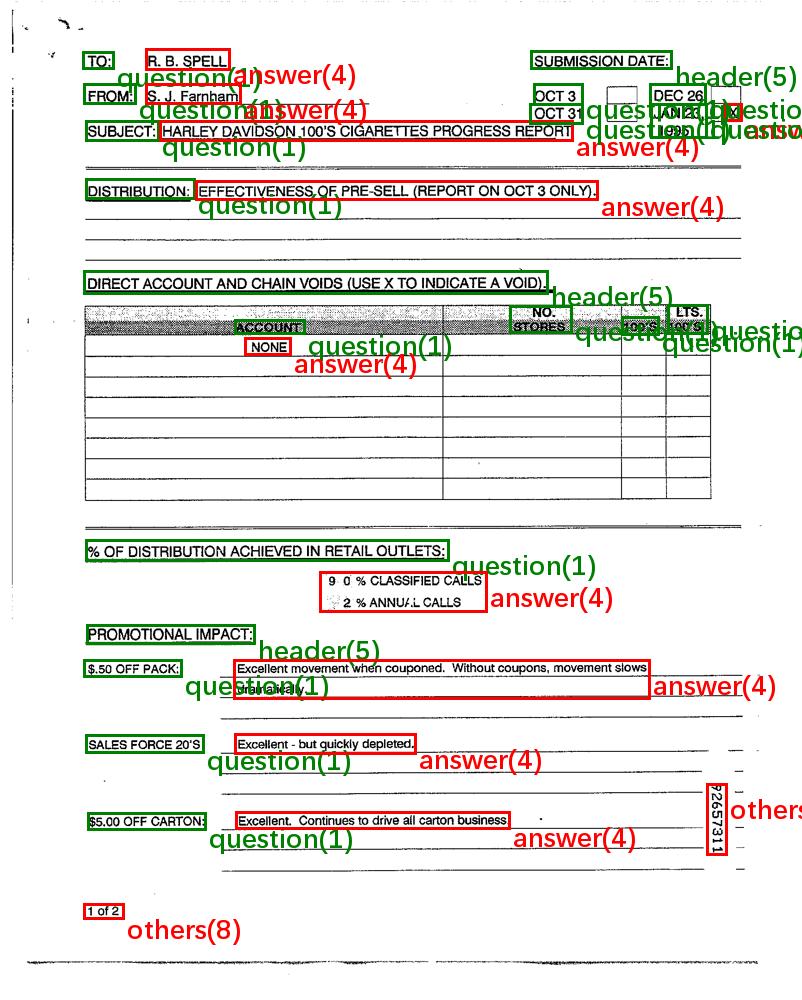 TO: R. B. SPELL SUBMISSION DATE:
question(1) answer(4) header(5)
FROM: S. J. Farnham OCT 3 DEC 26
question(1) answer(4) question(1)
OCT 31 JAN 23 X
SUBJECT: HARLEY DAVIDSON 100'S CIGARETTES PROGRESS REPORT 1995
question(1) answer(4) question(1)
DISTRIBUTION: EFFECTIVENESS OF PRE-SELL (REPORT ON OCT 3 ONLY).
question(1) answer(4)
DIRECT ACCOUNT AND CHAIN VOIDS (USE X TO INDICATE A VOID).
header(5)
NO. LTS.
ACCOUNT STORES 100'S 100'S
question(1) question(1)
NONE
answer(4)
% OF DISTRIBUTION ACHIEVED IN RETAIL OUTLETS:
question(1)
9 0 % CLASSIFIED CALLS
2 % ANNUAL CALLS
answer(4)
PROMOTIONAL IMPACT:
header(5)
$.50 OFF PACK: Excellent movement when couponed. Without coupons, movement slows
question(1) dramatically. answer(4)
SALES FORCE 20'S Excellent - but quickly depleted.
question(1) answer(4)
92657311
others
$5.00 OFF CARTON: Excellent. Continues to drive all carton business.
question(1) answer(4)
1 of 2
others(8)